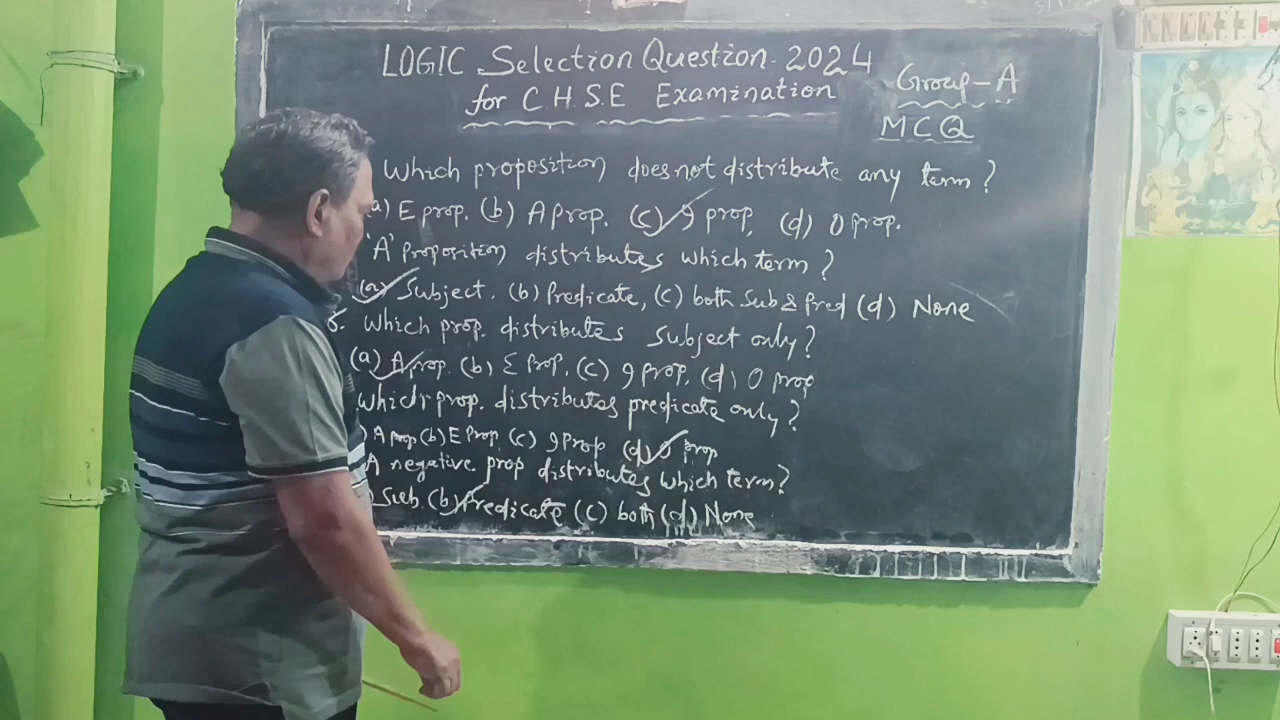 LOGIC Selection Question. 2024
for C.H.S.E Examination
Group-A
MCQ
Which proposition does not distribute any term?
a) E prop. (b) A prop. (c) I prop. (d) O prop.
'A' Proposition distributes which term?
(a) Subject. (b) Predicate, (c) both Sub & Pred (d) None
Which prop. distributes Subject only?
(a) A prop. (b) E Prop. (c) I prop. (d) O prop
Which prop. distributes predicate only?
) A prop (b) E Prop. (c) I Prop (d) O prop
A negative prop distributes which term?
) Sub. (b) Predicate (c) both (d) None